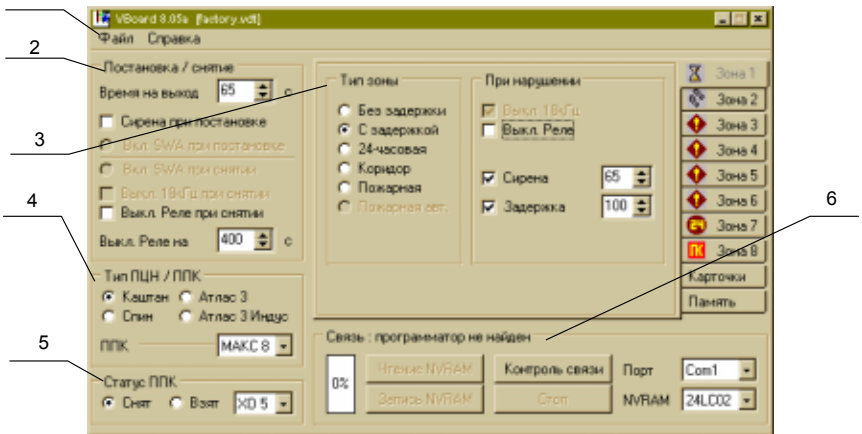 VBoard 8.05a [factory.vdt]
Файл Справка
2
Постановка / снятие
Время на выход 65 с
Сирена при постановке
Вкл. SWA при постановке
Вкл. SWA при снятии
Выкл. 18кГц при снятии
Выкл. Реле при снятии
Выкл. Реле на 400 с
3
Тип зоны
Без задержки
С задержкой
24-часовая
Коридор
Пожарная
Пожарная авт.
При нарушении
Выкл. 18кГц
Выкл. Реле
Сирена 65
Задержка 100
Зона 1
Зона 2
Зона 3
Зона 4
Зона 5
Зона 6
Зона 7
24
ПК Зона 8
Карточки
Память
4
Тип ПЦН / ППК
Каштан Атлас 3
Спин Атлас 3 Индус
ППК МАКС 8
5
Статус ППК
Снят Взят ХО 5
6
Связь : программатор не найден
0%
Чтение NVRAM Контроль связи Порт Com1
Запись NVRAM Стоп NVRAM 24LC02